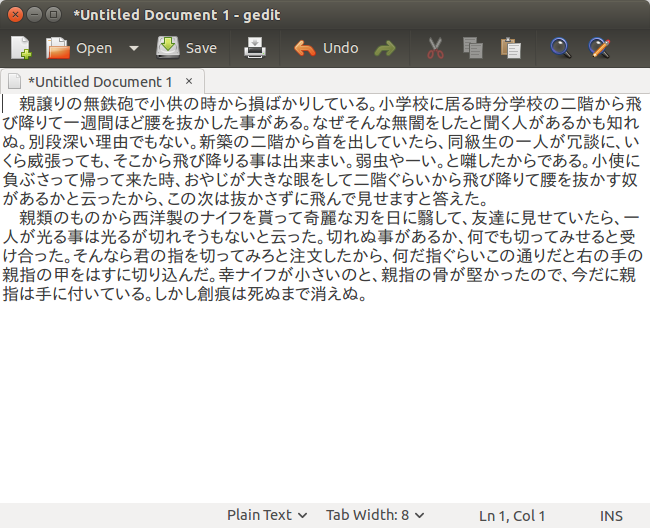 *Untitled Document 1 - gedit
Open Save Undo
*Untitled Document 1 ×
　親譲りの無鉄砲で小供の時から損ばかりしている。小学校に居る時分学校の二階から飛
び降りて一週間ほど腰を抜かした事がある。なぜそんな無闇をしたと聞く人があるかも知れ
ぬ。別段深い理由でもない。新築の二階から首を出していたら、同級生の一人が冗談に、い
くら威張っても、そこから飛び降りる事は出来まい。弱虫や一い。と囃したからである。小使に
負ぶさって帰って来た時、おやじが大きな眼をして二階ぐらいから飛び降りて腰を抜かす奴
があるかと云ったから、この次は抜かさずに飛んで見せますと答えた。
　親類のものから西洋製のナイフを貰って奇麗な刃を日に翳して、友達に見せていたら、一
人が光る事は光るが切れそうもないと云った。切れぬ事があるか、何でも切ってみせると受
け合った。そんなら君の指を切ってみろと注文したから、何だ指ぐらいこの通りだと右の手の
親指の甲をはすに切り込んだ。幸ナイフが小さいのと、親指の骨が堅かったので、今だに親
指は手に付いている。しかし創痕は死ぬまで消えぬ。
Plain Text Tab Width: 8 Ln 1, Col 1 INS